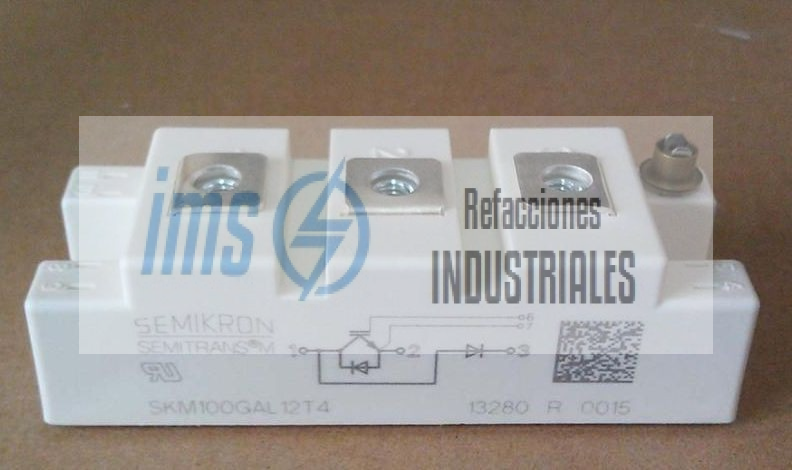 ims
Refacciones
INDUSTRIALES
SEMIKRON
SEMITRANS®M
1 2 3
6
7
SKM100GAL12T4
13280 R 0015